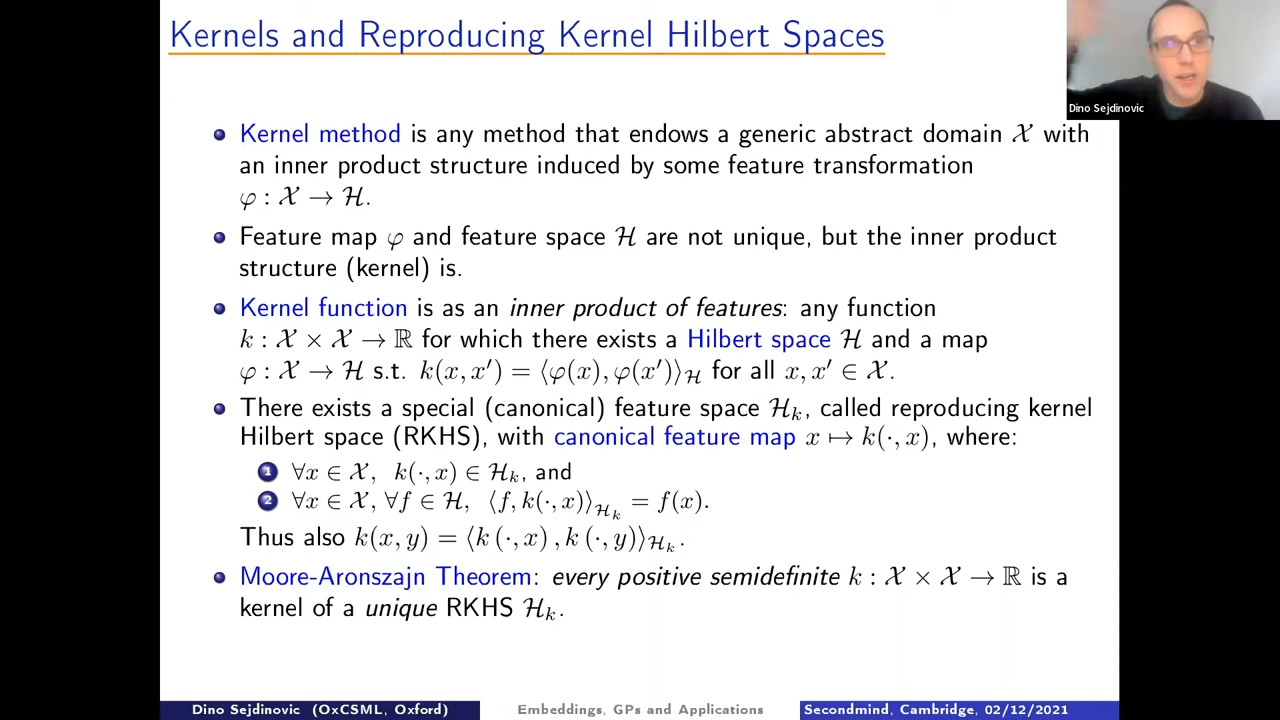 Kernels and Reproducing Kernel Hilbert Spaces
Dino Sejdinovic
Kernel method is any method that endows a generic abstract domain 𝒳 with
an inner product structure induced by some feature transformation
φ : 𝒳 → ℋ.
Feature map φ and feature space ℋ are not unique, but the inner product
structure (kernel) is.
Kernel function is as an inner product of features: any function
k : 𝒳 × 𝒳 → ℝ for which there exists a Hilbert space ℋ and a map
φ : 𝒳 → ℋ s.t. k(x, x′) = ⟨φ(x), φ(x′)⟩_ℋ for all x, x′ ∈ 𝒳.
There exists a special (canonical) feature space ℋ_k, called reproducing kernel
Hilbert space (RKHS), with canonical feature map x ↦ k(·, x), where:
1 ∀x ∈ 𝒳, k(·, x) ∈ ℋ_k, and
2 ∀x ∈ 𝒳, ∀f ∈ ℋ, ⟨f, k(·, x)⟩_ℋ_k = f(x).
Thus also k(x, y) = ⟨k (·, x) , k (·, y)⟩_ℋ_k.
Moore-Aronszajn Theorem: every positive semidefinite k : 𝒳 × 𝒳 → ℝ is a
kernel of a unique RKHS ℋ_k.
Dino Sejdinovic (OxCSML, Oxford) Embeddings, GPs and Applications Secondmind, Cambridge, 02/12/2021